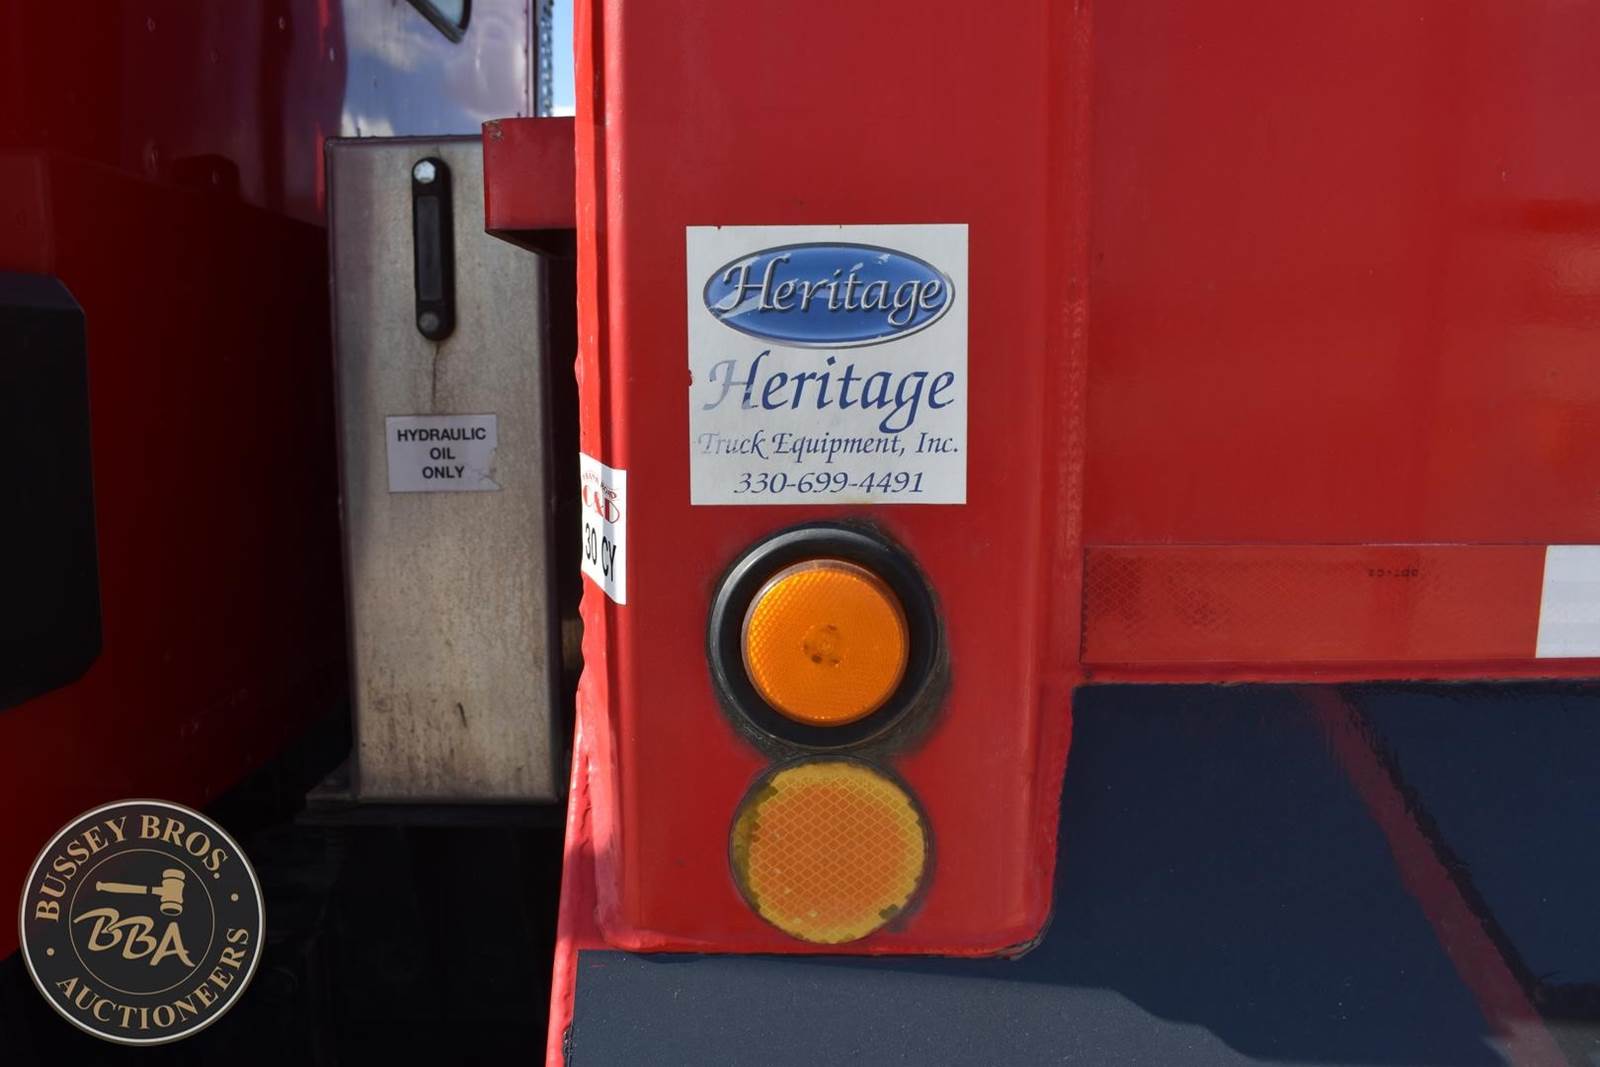 Heritage
Heritage
Truck Equipment, Inc.
330-699-4491
HYDRAULIC
OIL
ONLY
C&D
30 CY
BUSSEY BROS.
BBA
AUCTIONEERS